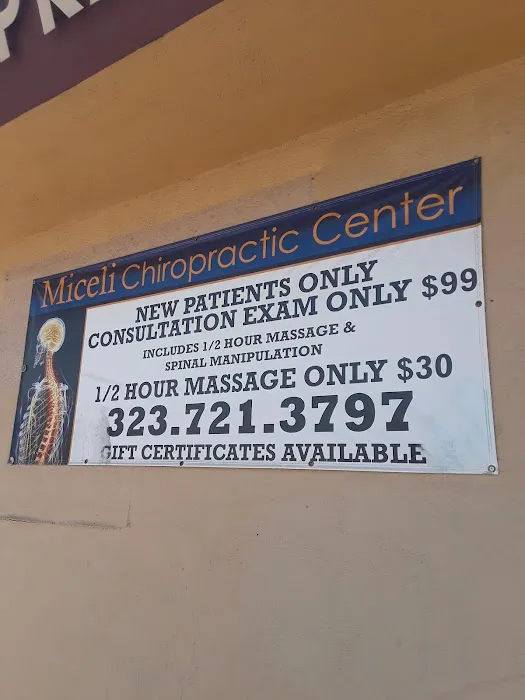 Miceli Chiropractic Center
NEW PATIENTS ONLY
CONSULTATION EXAM ONLY $99
INCLUDES 1/2 HOUR MASSAGE &
SPINAL MANIPULATION
1/2 HOUR MASSAGE ONLY $30
323.721.3797
GIFT CERTIFICATES AVAILABLE